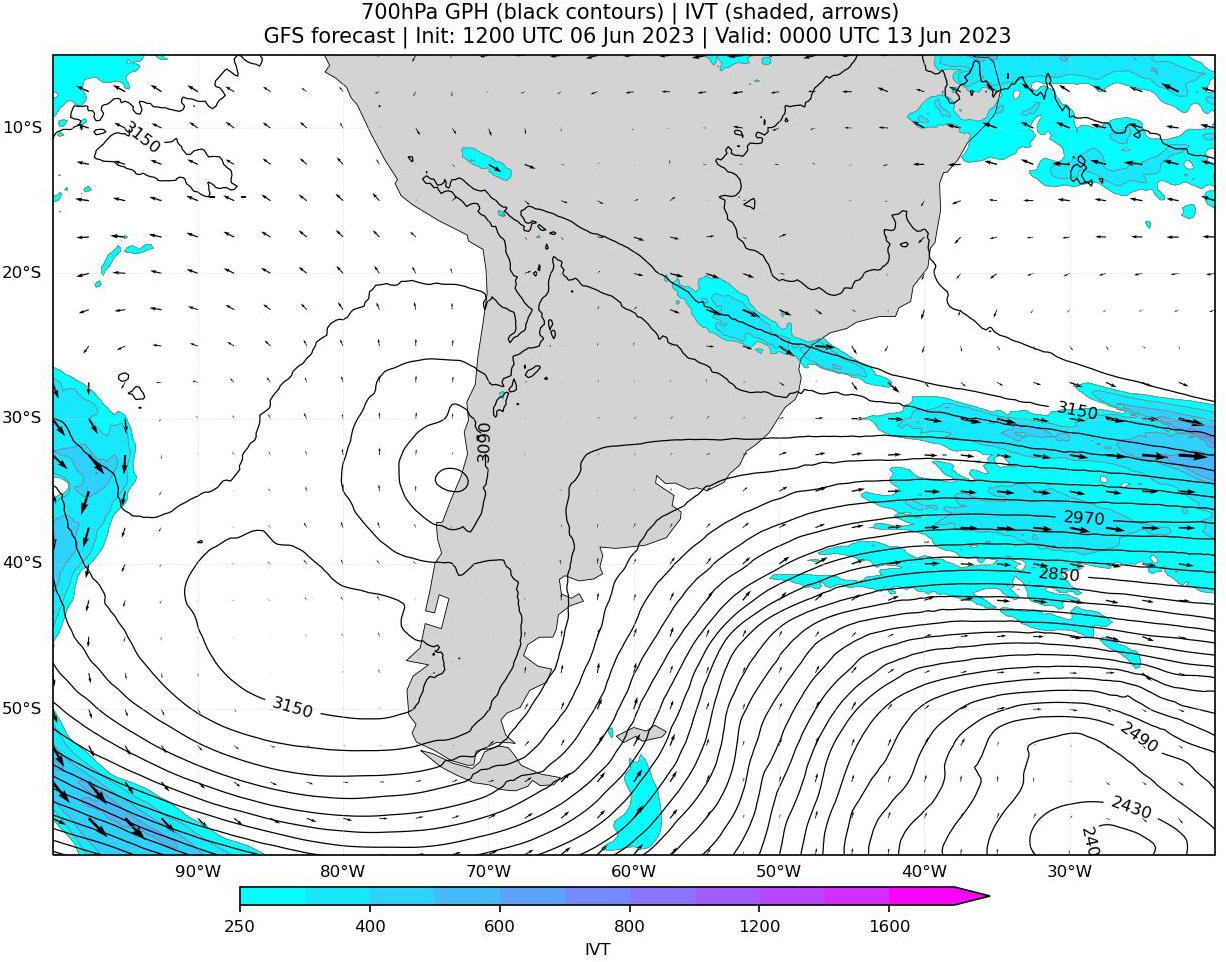 700hPa GPH (black contours) | IVT (shaded, arrows)
GFS forecast | Init: 1200 UTC 06 Jun 2023 | Valid: 0000 UTC 13 Jun 2023
10°S
3150
20°S
30°S
3150
3090
2970
40°S
2850
50°S
3150
2490
2430
240
90°W 80°W 70°W 60°W 50°W 40°W 30°W
250 400 600 800 1200 1600
IVT